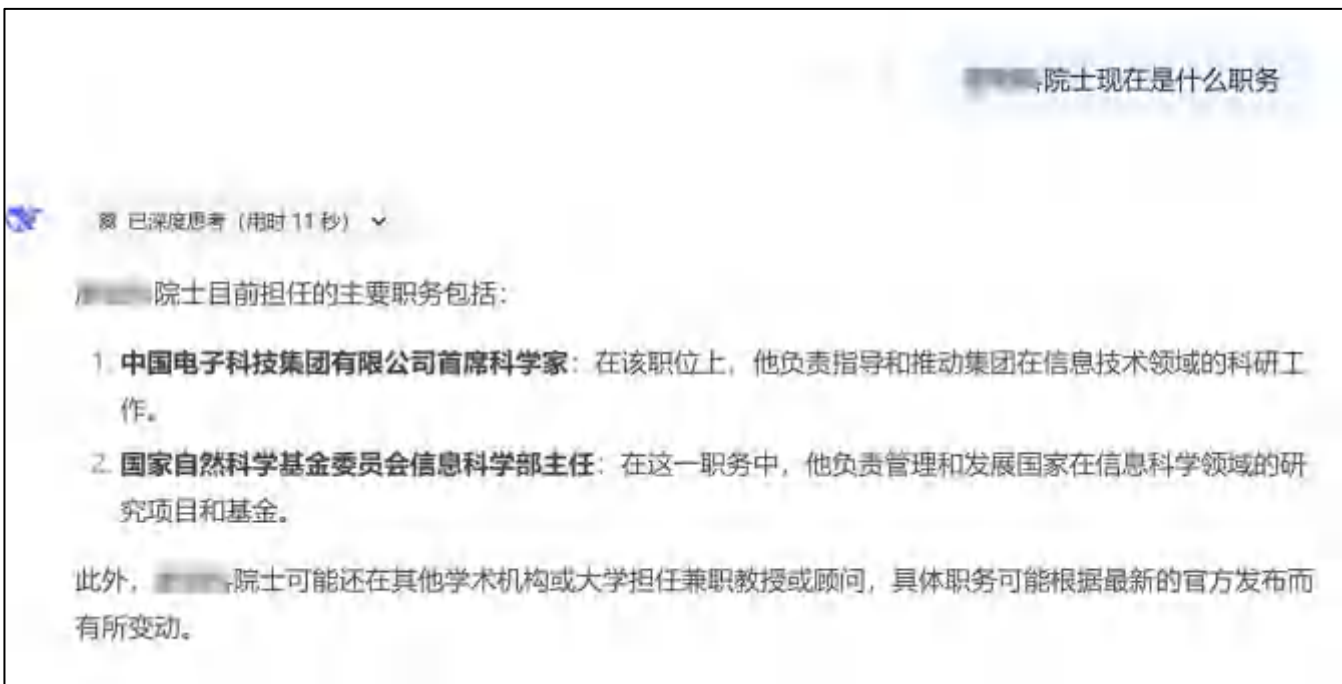 院士现在是什么职务
已深度思考（用时 11 秒）
院士目前担任的主要职务包括：
1. 中国电子科技集团有限公司首席科学家：在该职位上，他负责指导和推动集团在信息技术领域的科研工
作。
2. 国家自然科学基金委员会信息科学部主任：在这一职务中，他负责管理和发展国家在信息科学领域的研
究项目和基金。
此外，院士可能还在其他学术机构或大学担任兼职教授或顾问，具体职务可能根据最新的官方发布而
有所变动。